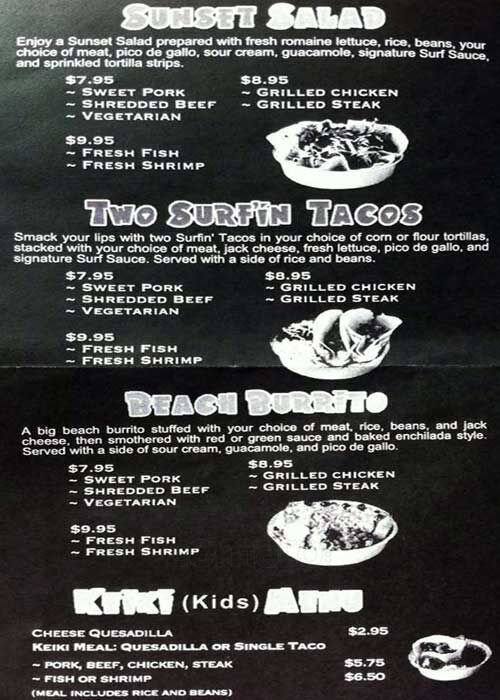 SUNSET SALAD
Enjoy a Sunset Salad prepared with fresh romaine lettuce, rice, beans, your
choice of meat, pico de gallo, sour cream, guacamole, signature Surf Sauce,
and sprinkled tortilla strips.
$7.95 $8.95
~ SWEET PORK ~ GRILLED CHICKEN
~ SHREDDED BEEF ~ GRILLED STEAK
~ VEGETARIAN
$9.95
~ FRESH FISH
~ FRESH SHRIMP
TWO SURF'IN TACOS
Smack your lips with two Surfin' Tacos in your choice of corn or flour tortillas,
stacked with your choice of meat, jack cheese, fresh lettuce, pico de gallo, and
signature Surf Sauce. Served with a side of rice and beans.
$7.95 $8.95
~ SWEET PORK ~ GRILLED CHICKEN
~ SHREDDED BEEF ~ GRILLED STEAK
~ VEGETARIAN
$9.95
~ FRESH FISH
~ FRESH SHRIMP
BEACH BURRITO
A big beach burrito stuffed with your choice of meat, rice, beans, and jack
cheese, then smothered with red or green sauce and baked enchilada style.
Served with a side of sour cream, guacamole, and pico de gallo.
$7.95 $8.95
~ SWEET PORK ~ GRILLED CHICKEN
~ SHREDDED BEEF ~ GRILLED STEAK
~ VEGETARIAN
$9.95
~ FRESH FISH
~ FRESH SHRIMP
KEIKI (Kids) MENU
CHEESE QUESADILLA $2.95
KEIKI MEAL: QUESADILLA OR SINGLE TACO
~ PORK, BEEF, CHICKEN, STEAK $5.75
~ FISH OR SHRIMP $6.50
(MEAL INCLUDES RICE AND BEANS)